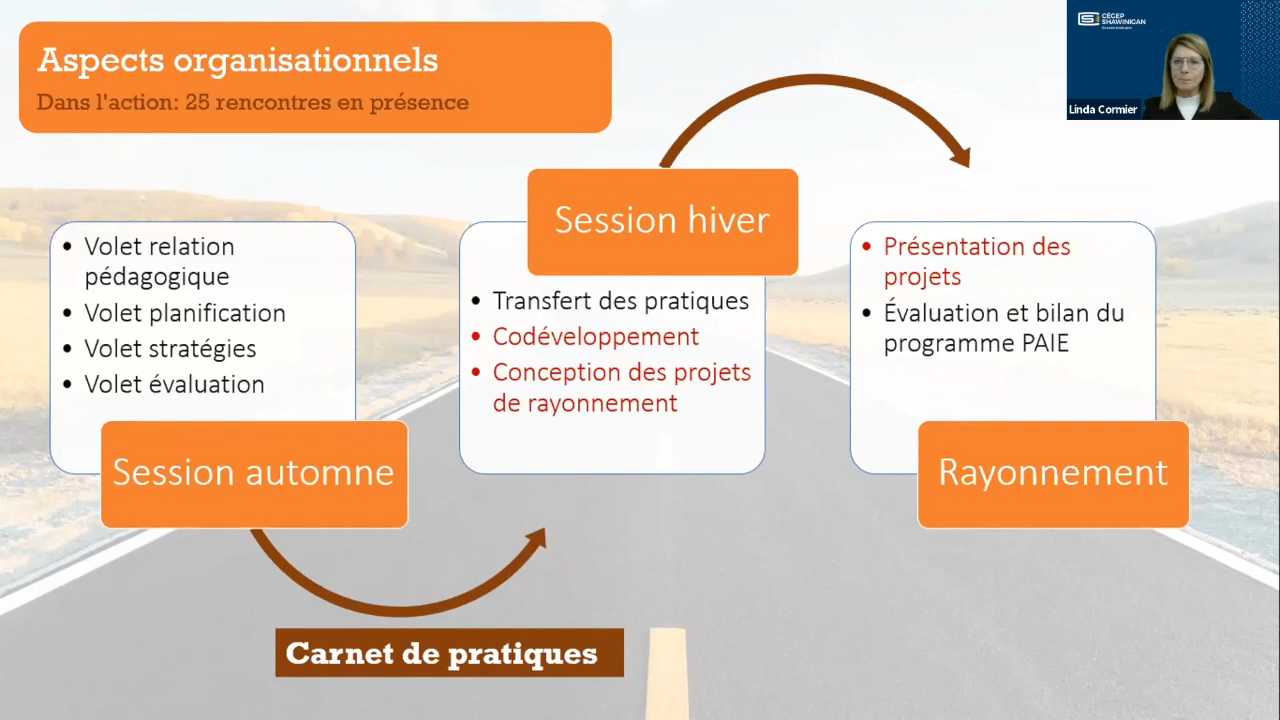 Aspects organisationnels
Dans l'action: 25 rencontres en présence
CÉGEP
SHAWINIGAN
Linda Cormier
• Volet relation
pédagogique
• Volet planification
• Volet stratégies
• Volet évaluation
Session automne
Session hiver
• Transfert des pratiques
• Codéveloppement
• Conception des projets
de rayonnement
• Présentation des
projets
• Évaluation et bilan du
programme PAIE
Rayonnement
Carnet de pratiques